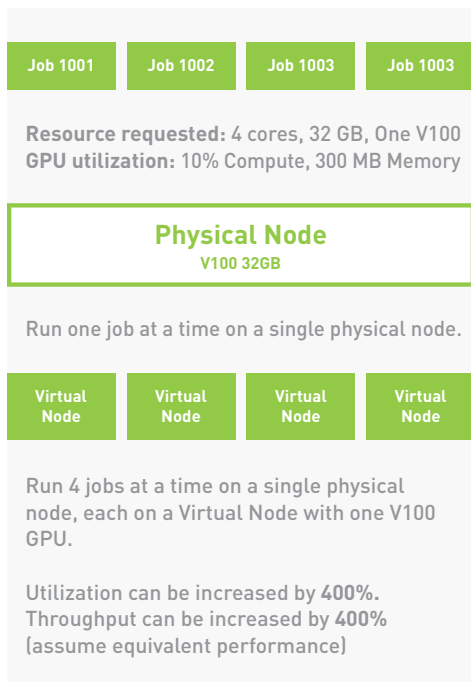 Job 1001 Job 1002 Job 1003 Job 1003
Resource requested: 4 cores, 32 GB, One V100
GPU utilization: 10% Compute, 300 MB Memory
Physical Node
V100 32GB
Run one job at a time on a single physical node.
Virtual Node Virtual Node Virtual Node Virtual Node
Run 4 jobs at a time on a single physical
node, each on a Virtual Node with one V100
GPU.
Utilization can be increased by 400%.
Throughput can be increased by 400%
(assume equivalent performance)